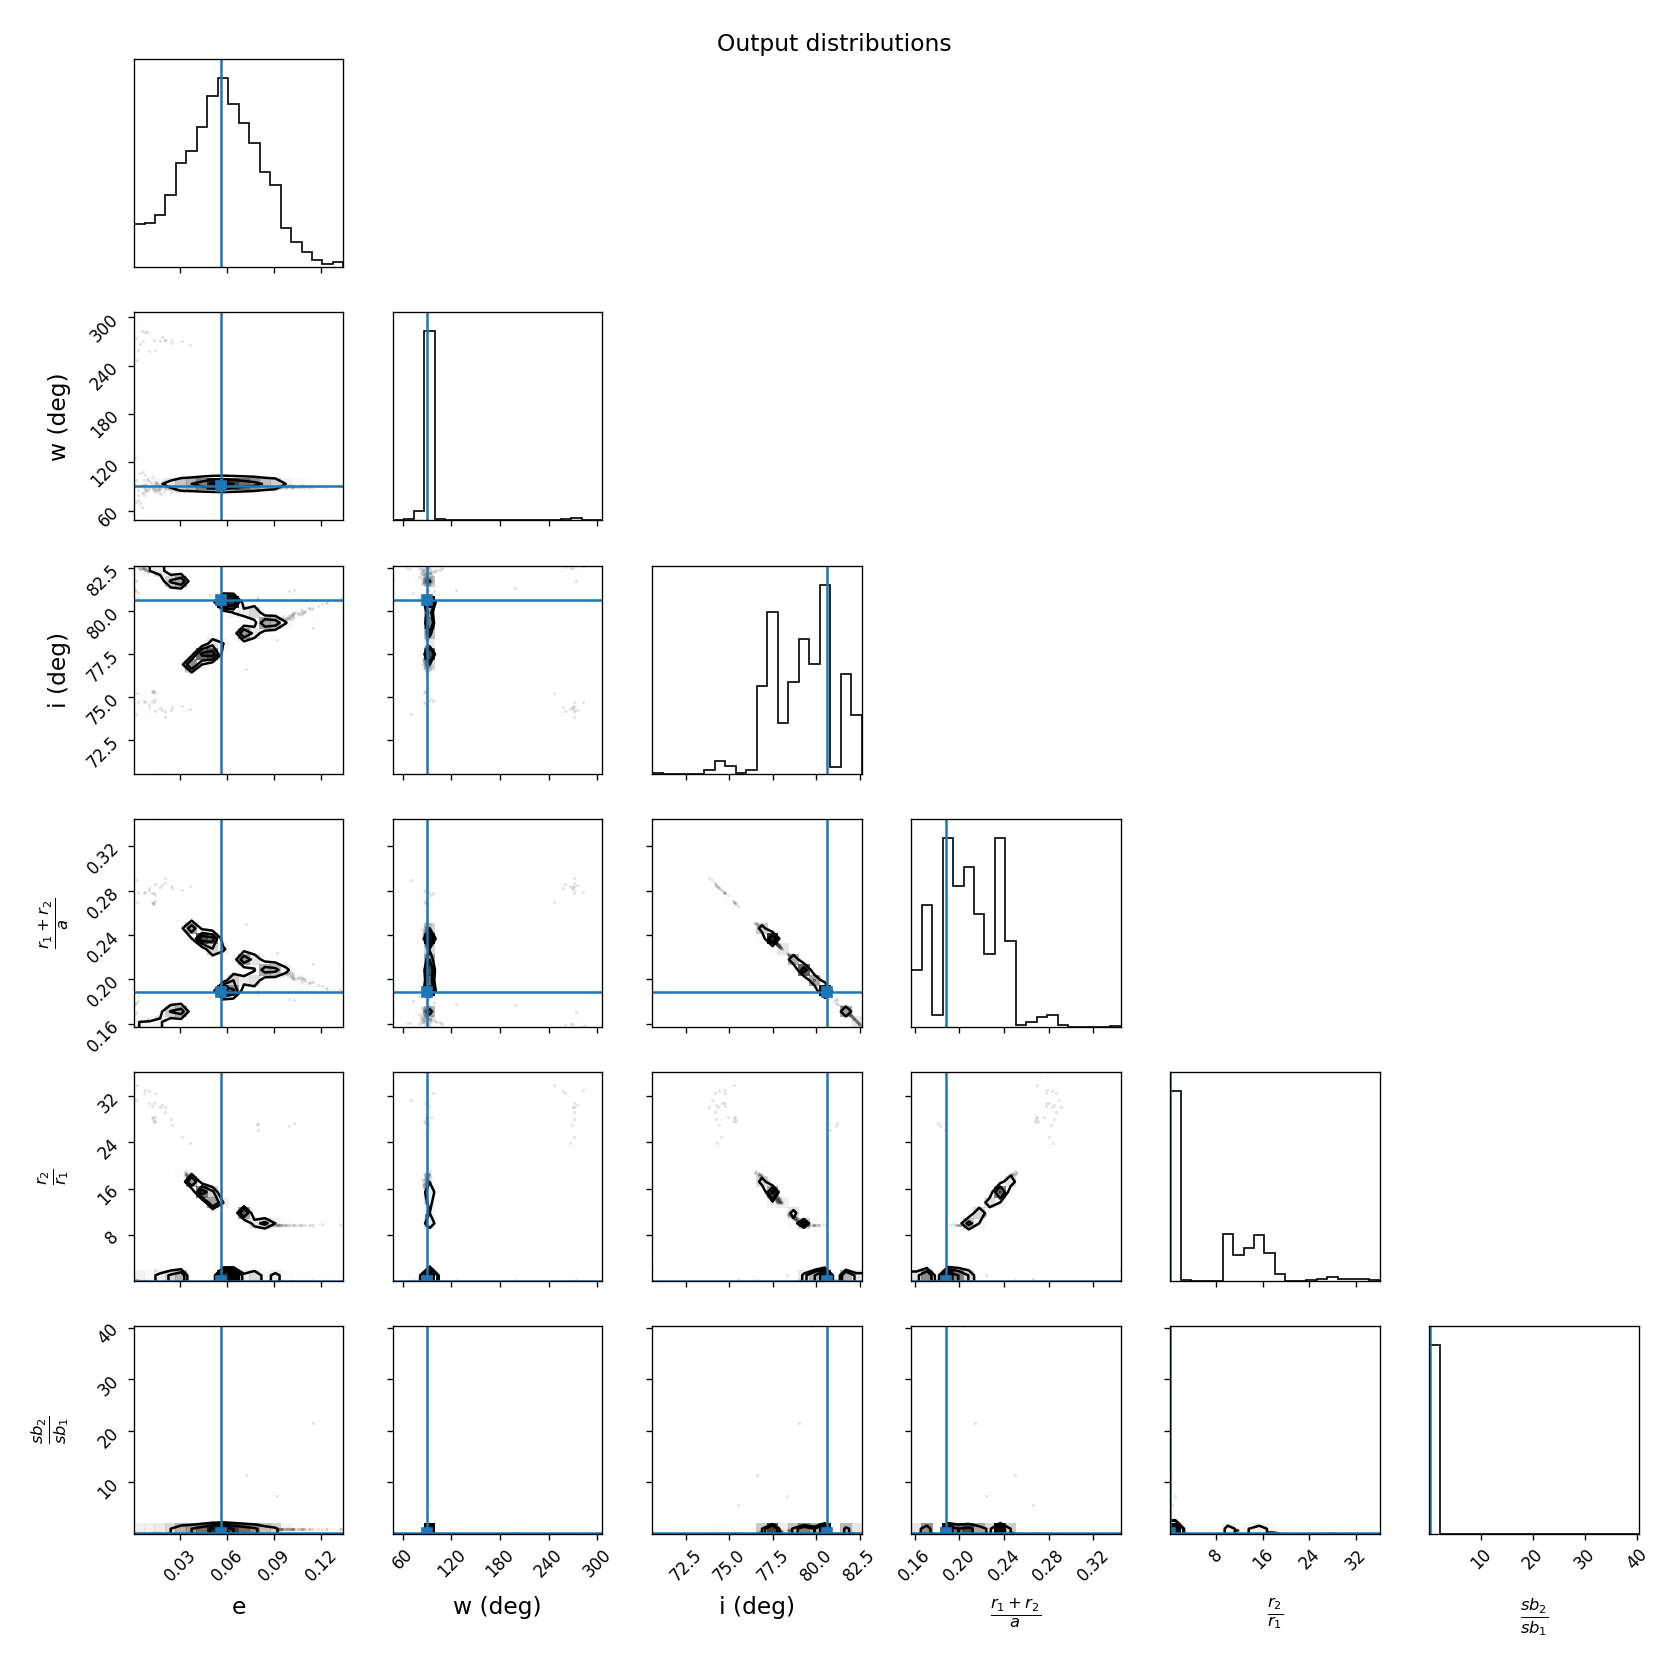 Output distributions
w (deg)
300
240
180
120
60
i (deg)
82.5
80.0
77.5
75.0
72.5
r₁ + r₂
a
0.32
0.28
0.24
0.20
0.16
r₂
r₁
32
24
16
8
sb₂
sb₁
40
30
20
10
0.03 0.06 0.09 0.12
60 120 180 240 300
72.5 75.0 77.5 80.0 82.5
0.16 0.20 0.24 0.28 0.32
8 16 24 32
10 20 30 40
e
w (deg)
i (deg)
r₁ + r₂
a
r₂
r₁
sb₂
sb₁